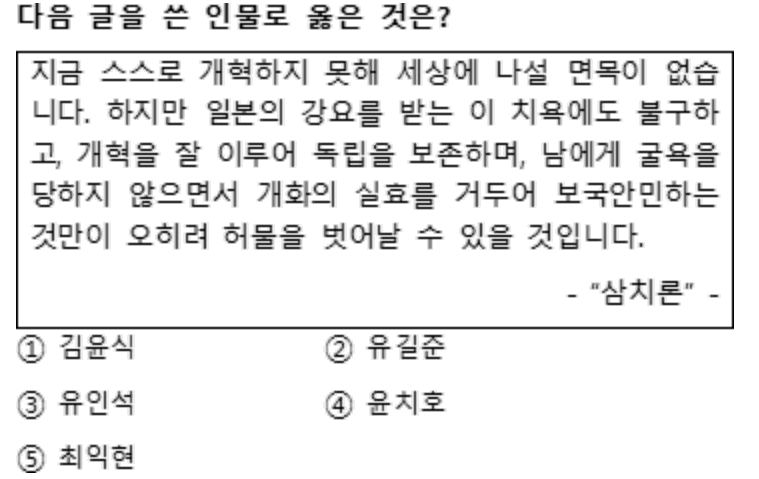 다음 글을 쓴 인물로 옳은 것은?
지금 스스로 개혁하지 못해 세상에 나설 면목이 없습
니다. 하지만 일본의 강요를 받는 이 치욕에도 불구하
고, 개혁을 잘 이루어 독립을 보존하며, 남에게 굴욕을
당하지 않으면서 개화의 실효를 거두어 보국안민하는
것만이 오히려 허물을 벗어날 수 있을 것입니다.
- "삼치론" -
① 김윤식 ② 유길준
③ 유인석 ④ 윤치호
⑤ 최익현